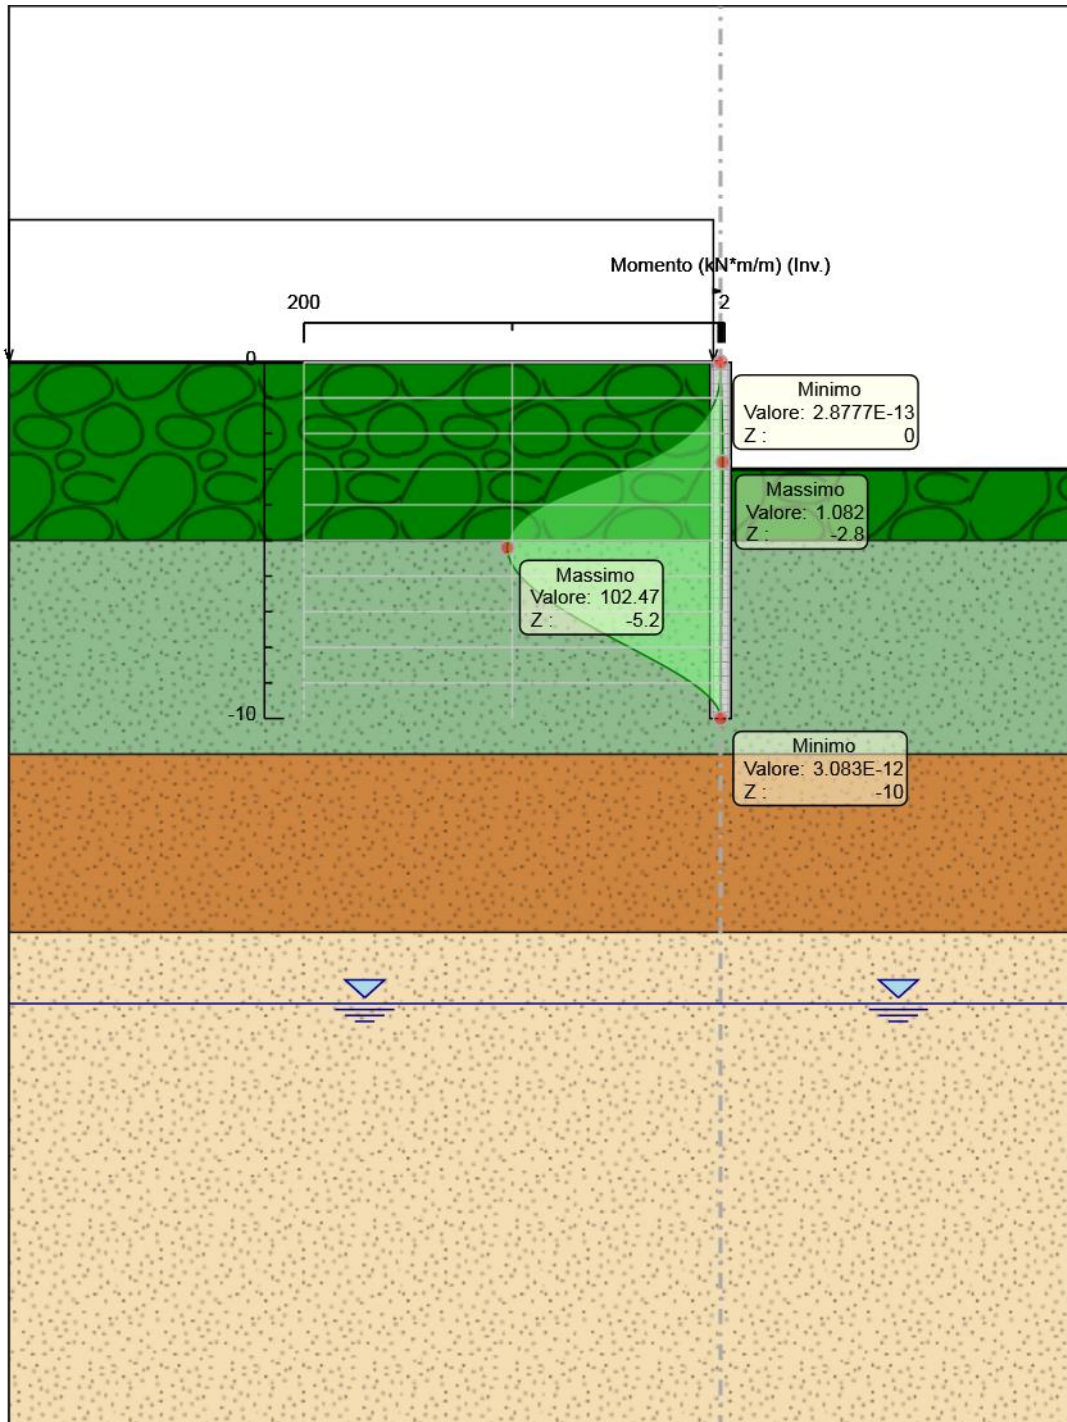 Momento (kN*m/m) (Inv.)
200
2
0
Minimo
Valore: 2.8777E-13
Z : 0
Massimo
Valore: 1.082
Z : -2.8
Massimo
Valore: 102.47
Z : -5.2
-10
Minimo
Valore: 3.083E-12
Z : -10